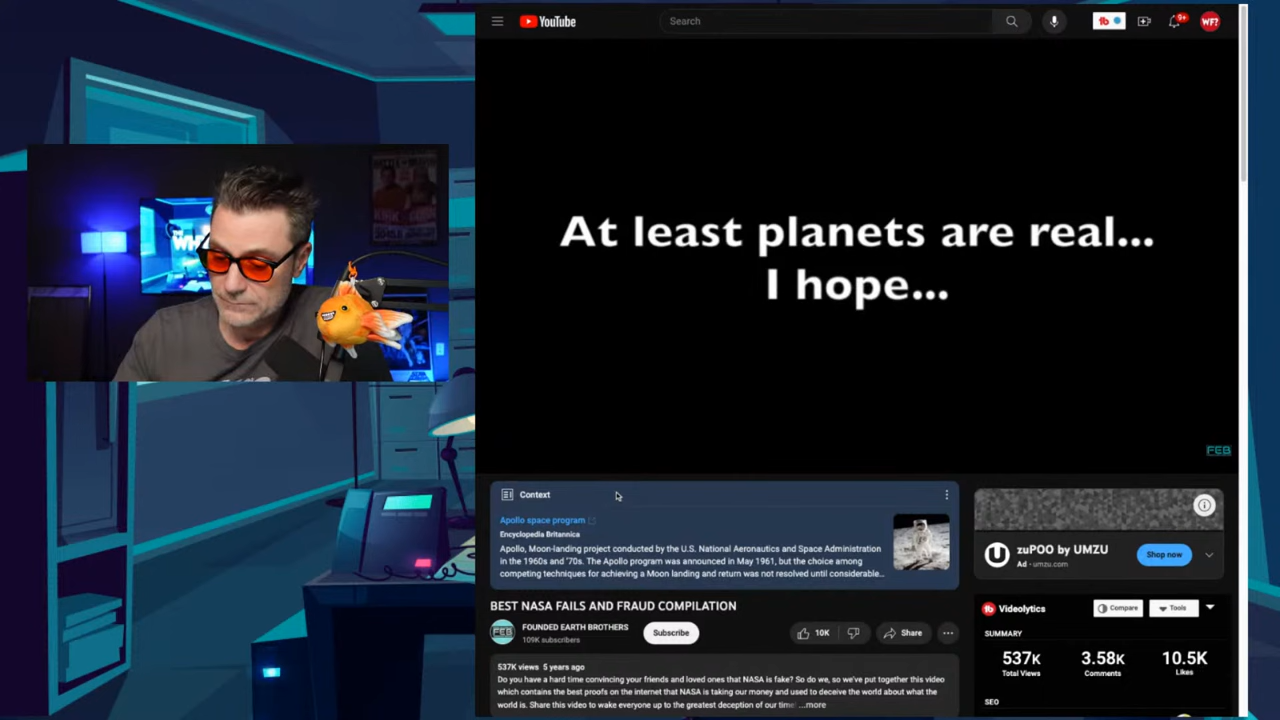 YouTube
Search
9+
WF?
At least planets are real...
I hope...
FEB
Context
Apollo space program
Encyclopedia Britannica
Apollo, Moon-landing project conducted by the U.S. National Aeronautics and Space Administration
in the 1960s and '70s. The Apollo program was announced in May 1961, but the choice among
competing techniques for achieving a Moon landing and return was not resolved until considerable...
BEST NASA FAILS AND FRAUD COMPILATION
FEB
FOUNDED EARTH BROTHERS
109K subscribers
Subscribe
10K
Share
537K views 5 years ago
Do you have a hard time convincing your friends and loved ones that NASA is fake? So do we, so we've put together this video
which contains the best proofs on the internet that NASA is taking our money and used to deceive the world about what the
world is. Share this video to wake everyone up to the greatest deception of our time! ...more
zuPOO by UMZU
Ad · umzu.com
Shop now
Videolytics
Compare
Tools
SUMMARY
537K
3.58K
10.5K
Total Views
Comments
Likes
SEO